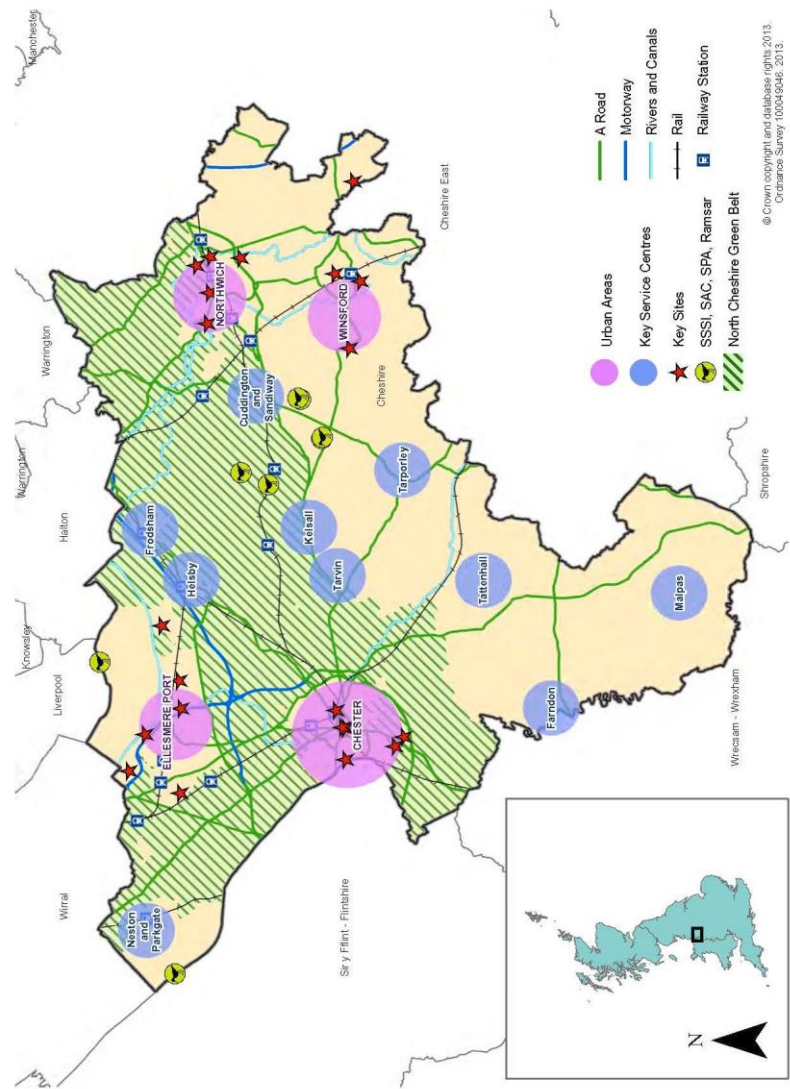 Manchester
Warrington
Warrington
Halton
Knowsley
Liverpool
Wirral
NORTHWICH
Frodsham
Cuddington
and
Sandiway
Helsby
ELLESMERE PORT
Neston
and
Parkgate
WINSFORD
Cheshire East
Kelsall
Tarvin
CHESTER
Cheshire
Tarporley
Sir y Fflint - Flintshire
Tattenhall
Farndon
Malpas
Shropshire
Wrecsam - Wrexham
N
Urban Areas
Key Service Centres
Key Sites
SSSI, SAC, SPA, Ramsar
North Cheshire Green Belt
A Road
Motorway
Rivers and Canals
Rail
Railway Station
© Crown copyright and database rights 2013.
Ordnance Survey 100049046. 2013.